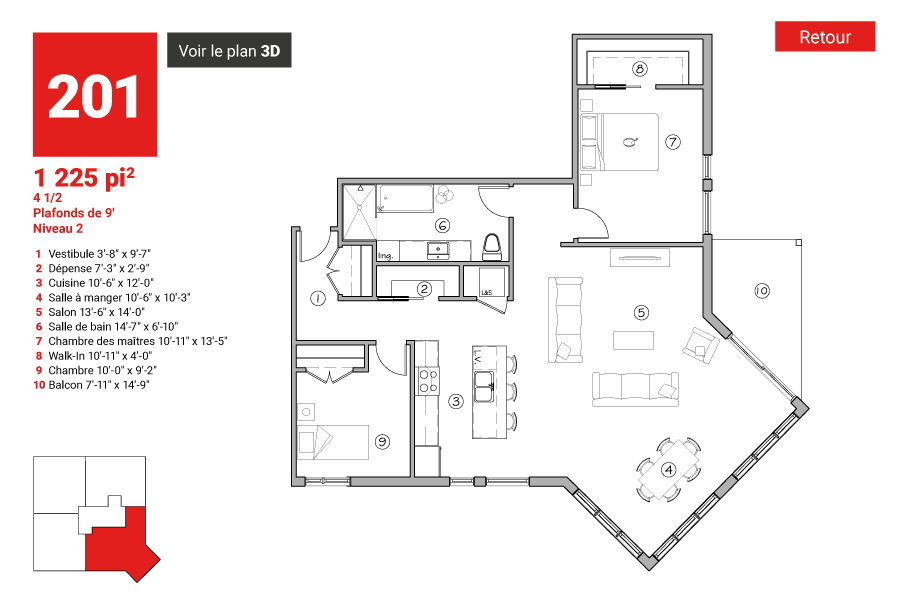 201
Voir le plan 3D
Retour
1 225 pi²
4 1/2
Plafonds de 9'
Niveau 2
1 Vestibule 3'-8" x 9'-7"
2 Dépense 7'-3" x 2'-9"
3 Cuisine 10'-6" x 12'-0"
4 Salle à manger 10'-6" x 10'-3"
5 Salon 13'-6" x 14'-0"
6 Salle de bain 14'-7" x 6'-10"
7 Chambre des maîtres 10'-11" x 13'-5"
8 Walk-In 10'-11" x 4'-0"
9 Chambre 10'-0" x 9'-2"
10 Balcon 7'-11" x 14'-9"
8
Q
7
6
ling.
2
L&S
1
10
5
L.V.
3
9
4